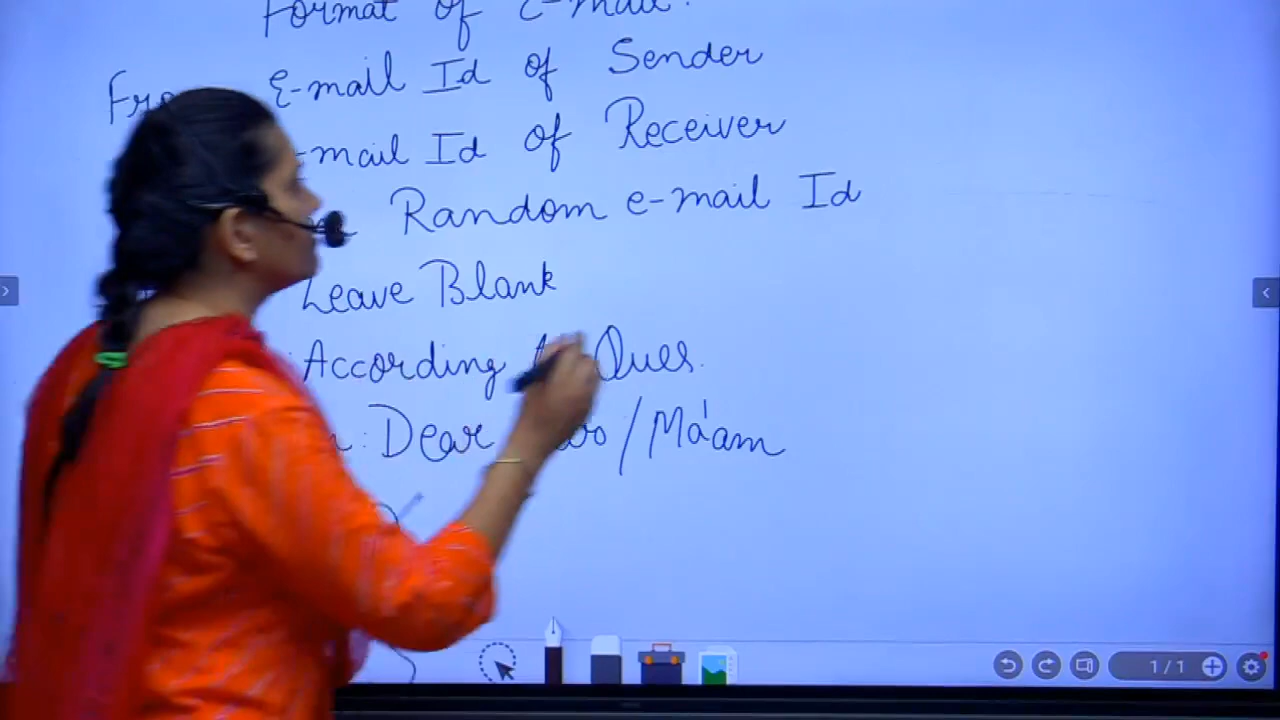 Format of E-mail:
E-mail Id of Sender
mail Id of Receiver
Random e-mail Id
Leave Blank
According Ques.
Dear / Ma'am
1/1